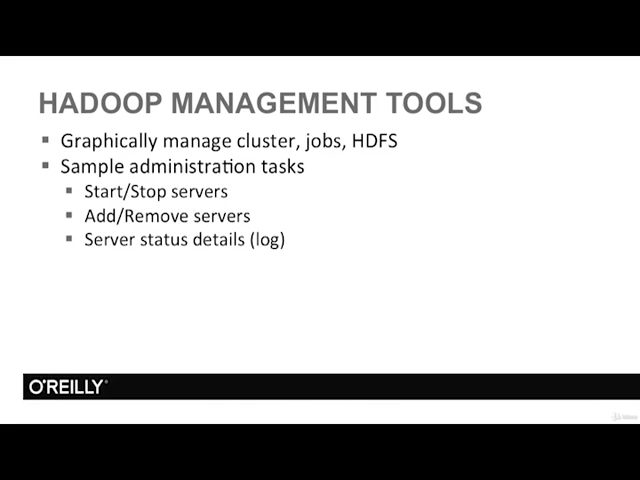 HADOOP MANAGEMENT TOOLS
▪ Graphically manage cluster, jobs, HDFS
▪ Sample administration tasks
▪ Start/Stop servers
▪ Add/Remove servers
▪ Server status details (log)
O'REILLY®